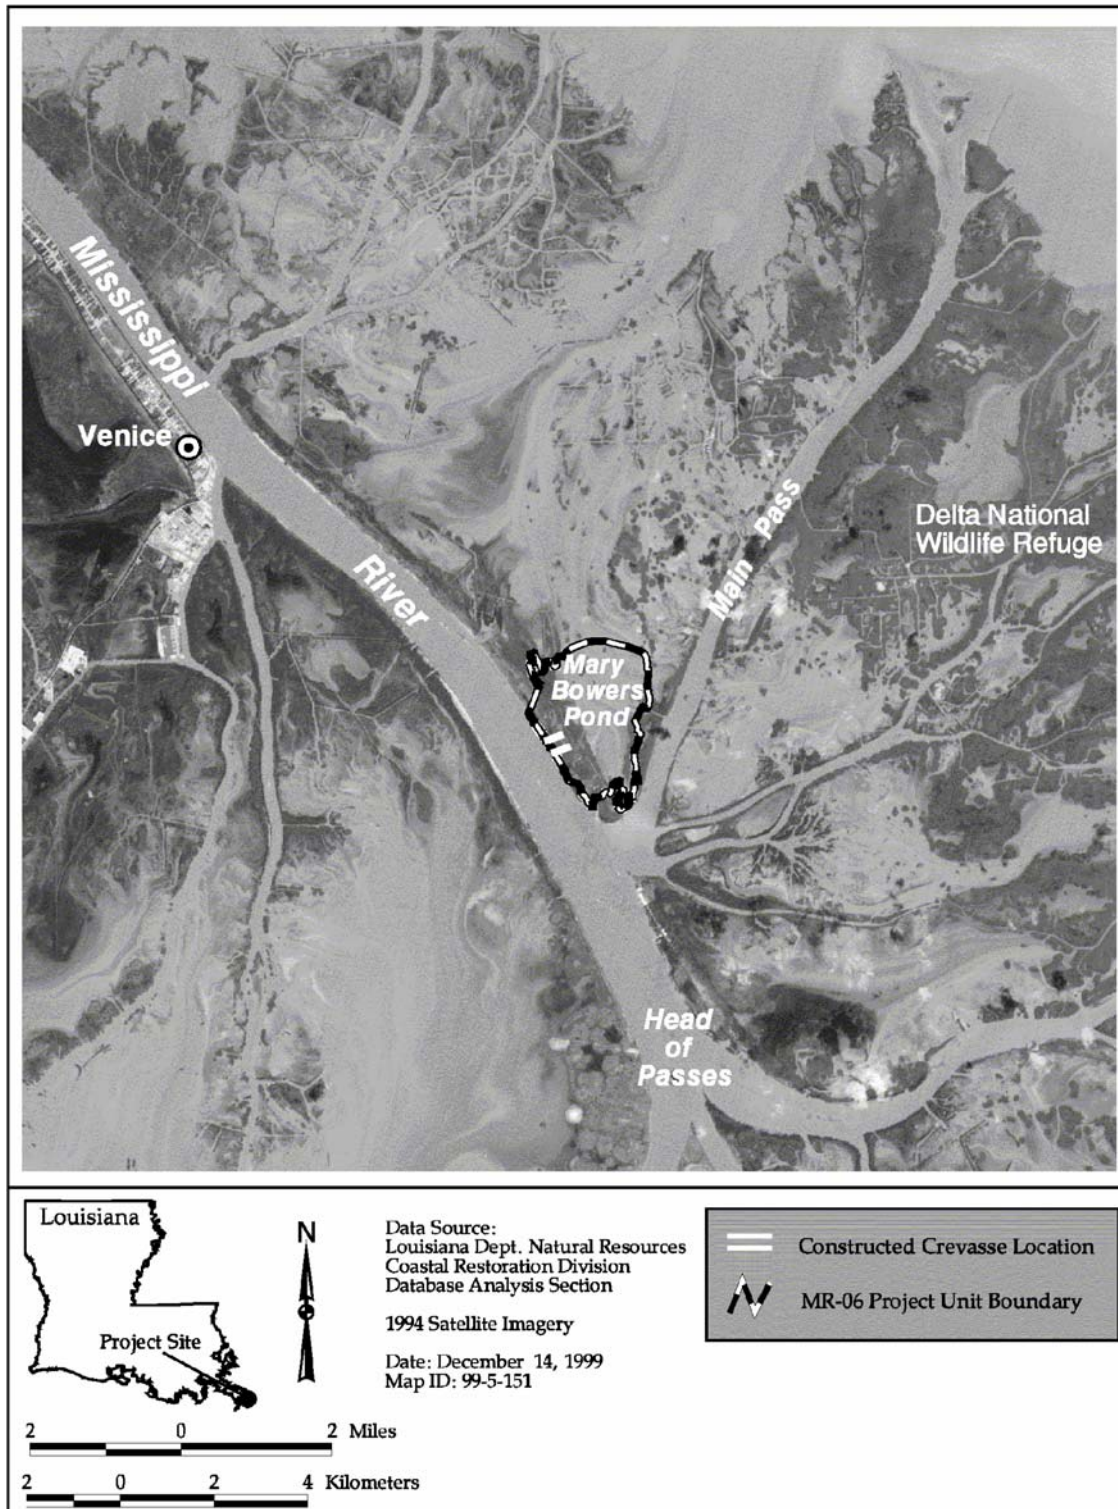 Mississippi
River
Venice
Main Pass
Delta National
Wildlife Refuge
Mary
Bowers
Pond
Head
of
Passes
Louisiana
Project Site
N
Data Source:
Louisiana Dept. Natural Resources
Coastal Restoration Division
Database Analysis Section
1994 Satellite Imagery
Date: December 14, 1999
Map ID: 99-5-151
Constructed Crevasse Location
MR-06 Project Unit Boundary
2 0 2 Miles
2 0 2 4 Kilometers